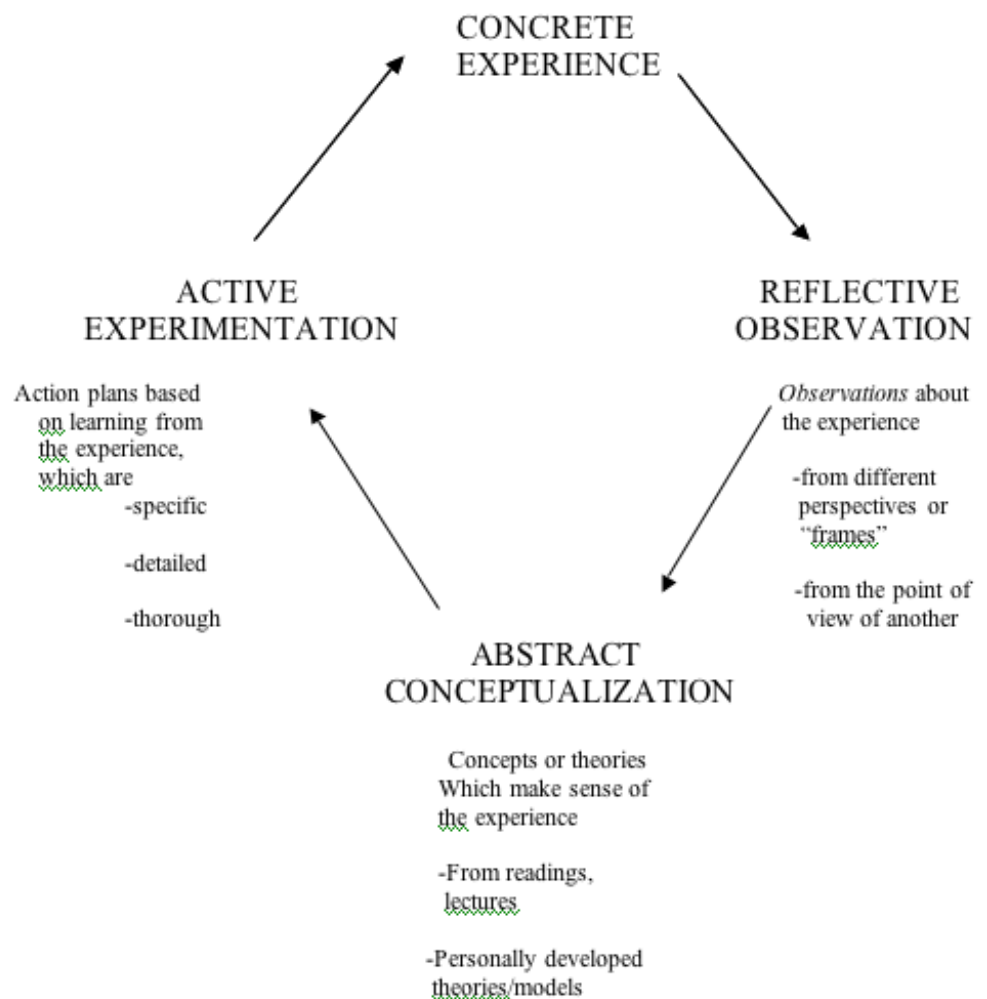 CONCRETE
EXPERIENCE
ACTIVE
EXPERIMENTATION
Action plans based
on learning from
the experience,
which are
-specific
-detailed
-thorough
REFLECTIVE
OBSERVATION
Observations about
the experience
-from different
perspectives or
“frames”
-from the point of
view of another
ABSTRACT
CONCEPTUALIZATION
Concepts or theories
Which make sense of
the experience
-From readings,
lectures
-Personally developed
theories/models